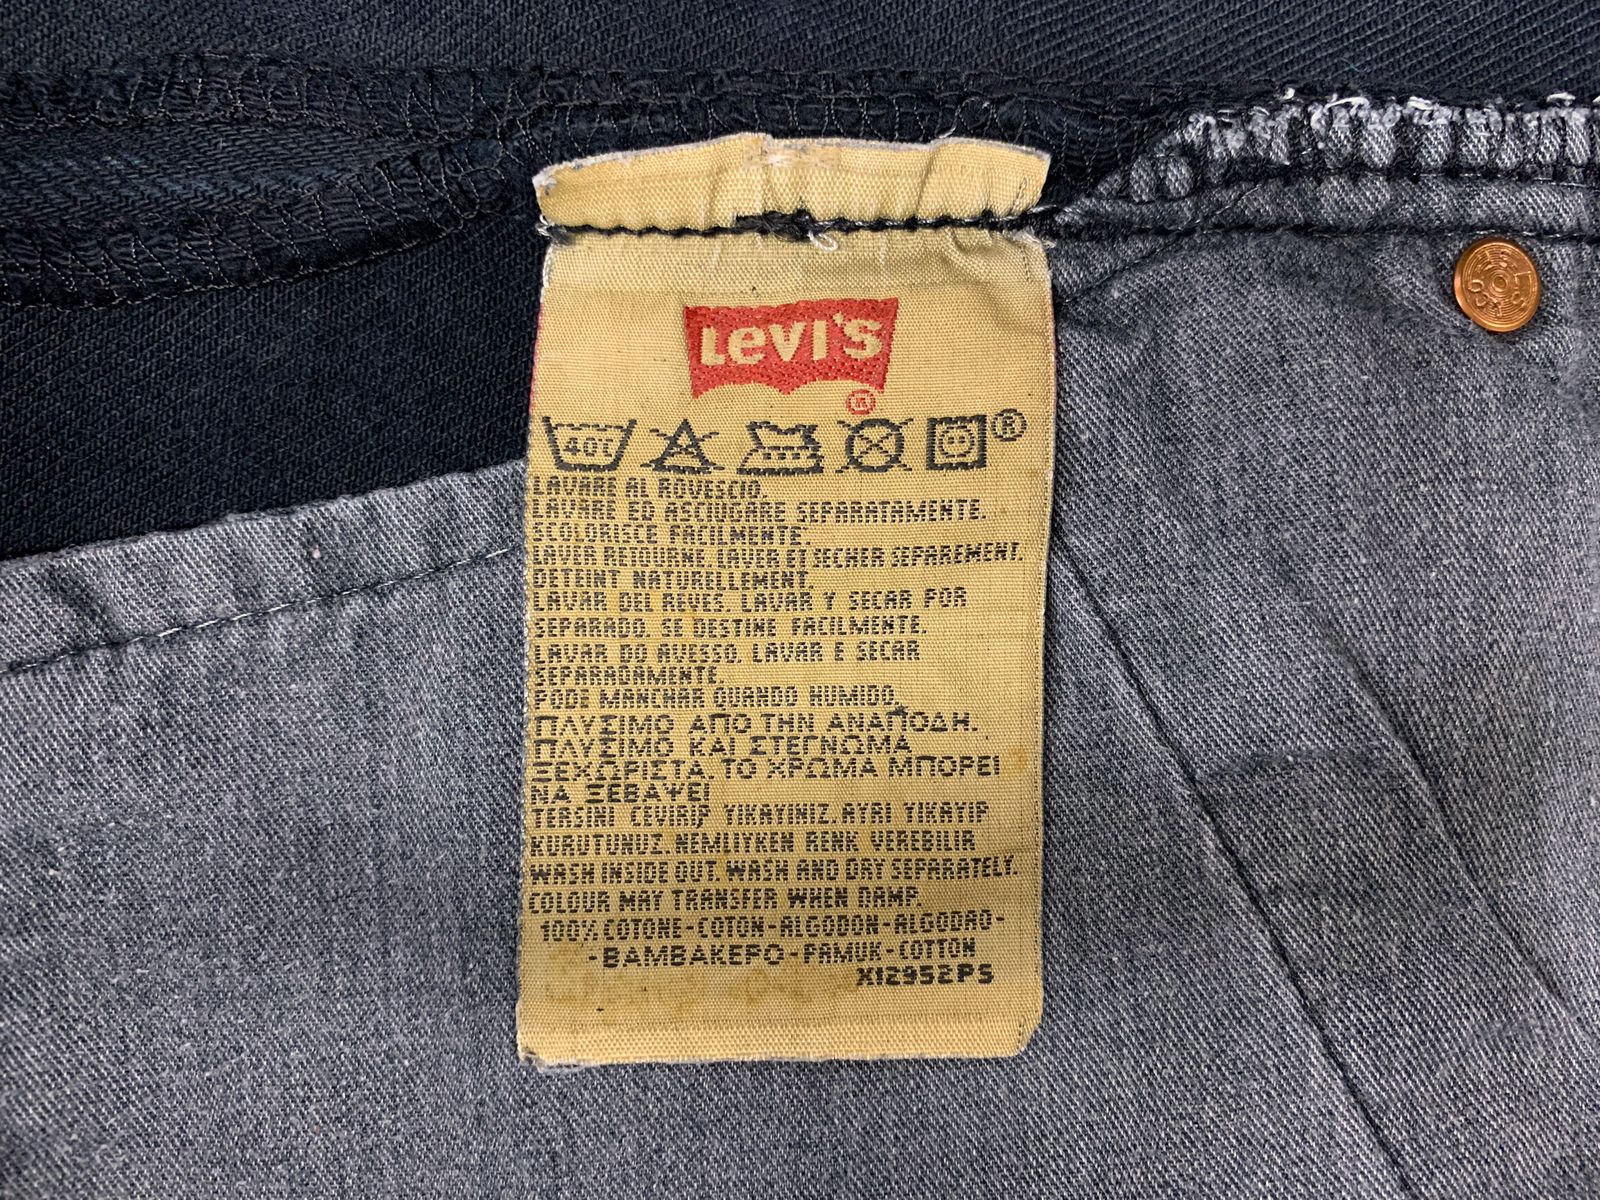 Levi's
®
40C ®
LAVARE AL ROVESCIO.
LAVARE ED ASCIUGARE SEPARATAMENTE.
SCOLORISCE FACILMENTE.
LAVER RETOURNE. LAVER ET SECHER SEPAREMENT.
DETEINT NATURELLEMENT.
LAVAR DEL REVES. LAVAR Y SECAR POR
SEPARADO. SE DESTINE FACILMENTE.
LAVAR DO AVESSO. LAVAR E SECAR
SEPARADAMENTE.
PODE MANCHAR QUANDO HUMIDO.
ΠΛΥΣΙΜΟ ΑΠΟ ΤΗΝ ΑΝΑΠΟΔΗ.
ΠΛΥΣΙΜΟ ΚΑΙ ΣΤΕΓΝΩΜΑ
ΞΕΧΩΡΙΣΤΑ. ΤΟ ΧΡΩΜΑ ΜΠΟΡΕΙ
ΝΑ ΞΕΒΑΨΕΙ
TERSINI CEVIRIP YIKAYINIZ. AYRI YIKAYIP
KURUTUNUZ. NEMLIYKEN RENK VEREBILIR
WASH INSIDE OUT. WASH AND DRY SEPARATELY.
COLOUR MAY TRANSFER WHEN DAMP.
100% COTONE-COTON-ALGODON-ALGODAO-
-ΒΑΜΒΑΚΕΡΟ-PAMUK-COTTON
X12952PS